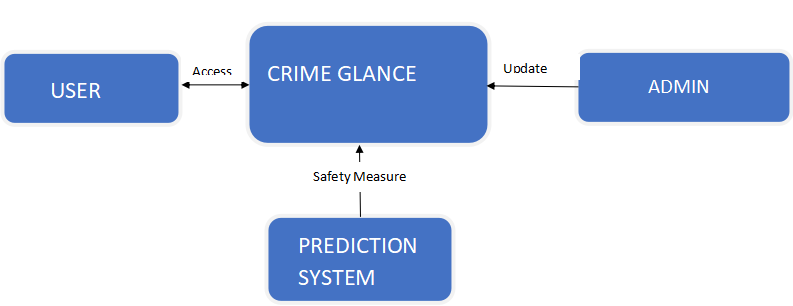 USER
Access
CRIME GLANCE
Update
ADMIN
Safety Measure
PREDICTION
SYSTEM